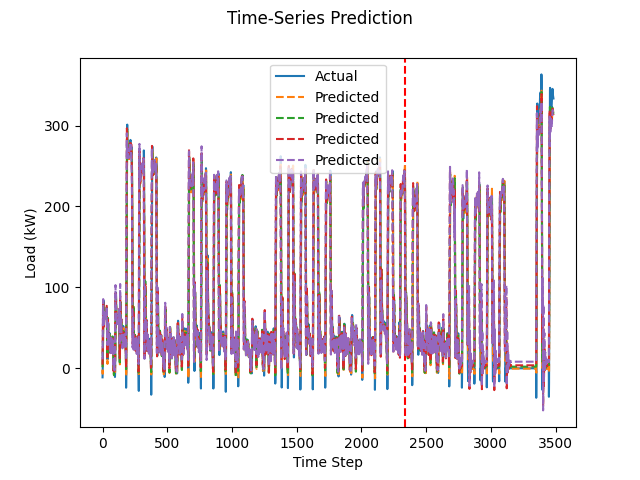 Time-Series Prediction
Actual
Predicted
Predicted
Predicted
Predicted
Load (kW)
300
200
100
0
0 500 1000 1500 2000 2500 3000 3500
Time Step